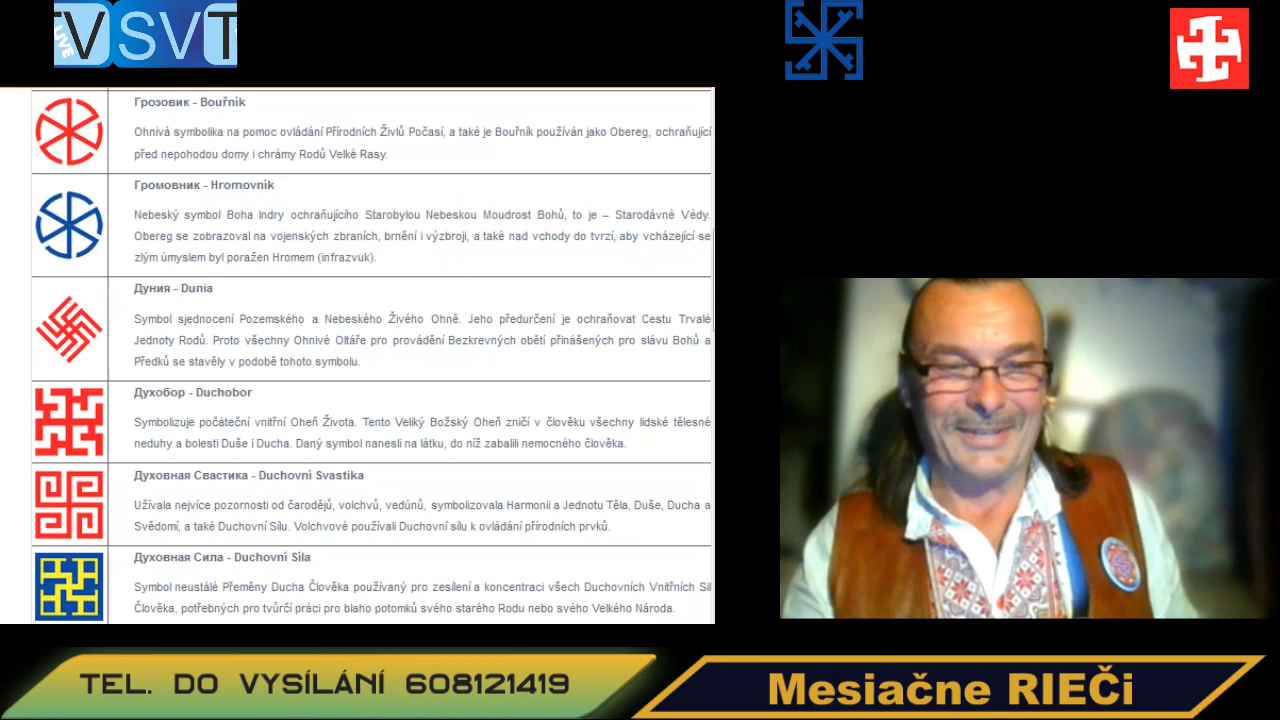 LIVE
VSVT
Грозовик - Bouřník
Ohnivá symbolika na pomoc ovládání Přírodních Živlů Počasí, a také je Bouřník používán jako Obereg, ochraňující
před nepohodou domy i chrámy Rodů Velké Rasy.
Громовник - Hromovník
Nebeský symbol Boha Indry ochraňujícího Starobylou Nebeskou Moudrost Bohů, to je – Starodávné Védy.
Obereg se zobrazoval na vojenských zbraních, brnění i výzbroji, a také nad vchody do tvrzí, aby vcházející se
zlým úmyslem byl poražen Hromem (infrazvuk).
Дуния - Dunia
Symbol sjednocení Pozemského a Nebeského Živého Ohně. Jeho předurčení je ochraňovat Cestu Trvalé
Jednoty Rodů. Proto všechny Ohnivé Oltáře pro provádění Bezkrevných obětí přinášených pro slávu Bohů a
Předků se stavěly v podobě tohoto symbolu.
Духобор - Duchobor
Symbolizuje počáteční vnitřní Oheň Života. Tento Veliký Božský Oheň zničí v člověku všechny lidské tělesné
neduhy a bolesti Duše i Ducha. Daný symbol nanesli na látku, do níž zabalili nemocného člověka.
Духовная Свастика - Duchovní Svastika
Užívala nejvíce pozornosti od čarodějů, volchvů, vedúnů, symbolizovala Harmonii a Jednotu Těla, Duše, Ducha a
Svědomí, a také Duchovní Sílu. Volchvové používali Duchovní sílu k ovládání přírodních prvků.
Духовная Сила - Duchovní Síla
Symbol neustálé Přeměny Ducha Člověka používaný pro zesílení a koncentraci všech Duchovních Vnitřních Sil
Člověka, potřebných pro tvůrčí práci pro blaho potomků svého starého Rodu nebo svého Velkého Národa.
TEL. DO VYSÍLÁNÍ 608121419
Mesiačne RIEČi